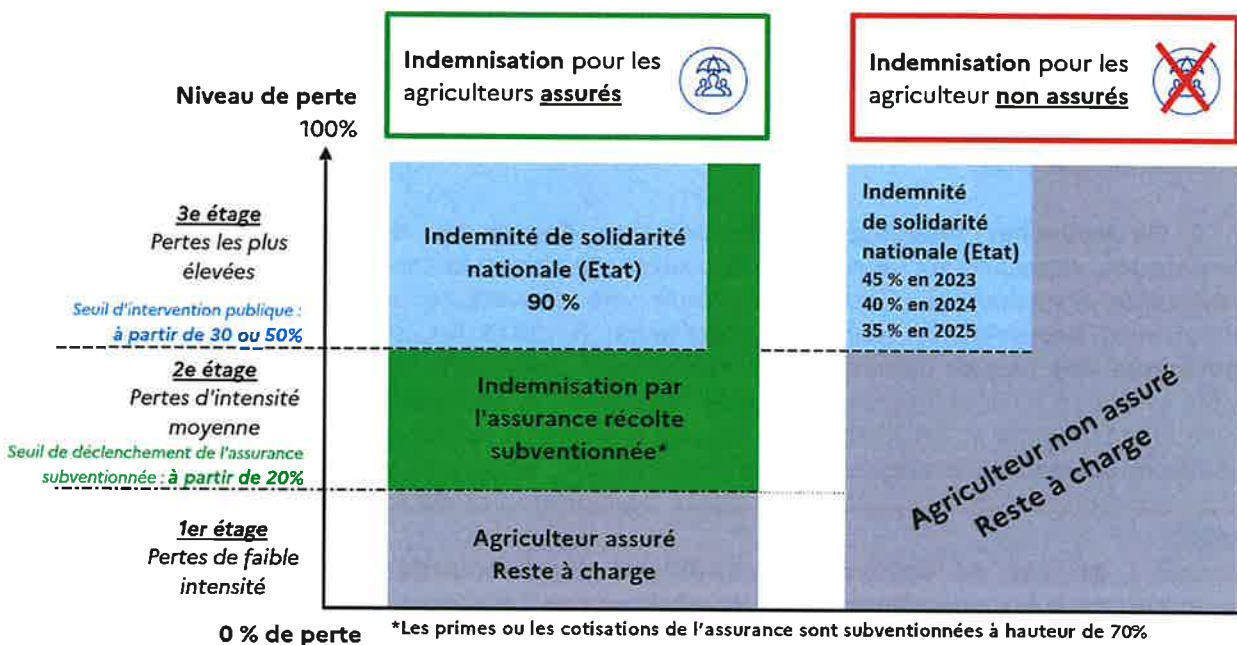 Indemnisation pour les
agriculteurs assurés
Indemnisation pour les
agriculteur non assurés
Niveau de perte
100%
3e étage
Pertes les plus
élevées
Seuil d'intervention publique :
à partir de 30 ou 50%
2e étage
Pertes d'intensité
moyenne
Seuil de déclenchement de l'assurance
subventionnée : à partir de 20%
1er étage
Pertes de faible
intensité
0 % de perte
Indemnité de solidarité
nationale (Etat)
90 %
Indemnisation par
l'assurance récolte
subventionnée*
Agriculteur assuré
Reste à charge
Indemnité
de solidarité
nationale (Etat)
45 % en 2023
40 % en 2024
35 % en 2025
Agriculteur non assuré
Reste à charge
*Les primes ou les cotisations de l'assurance sont subventionnées à hauteur de 70%